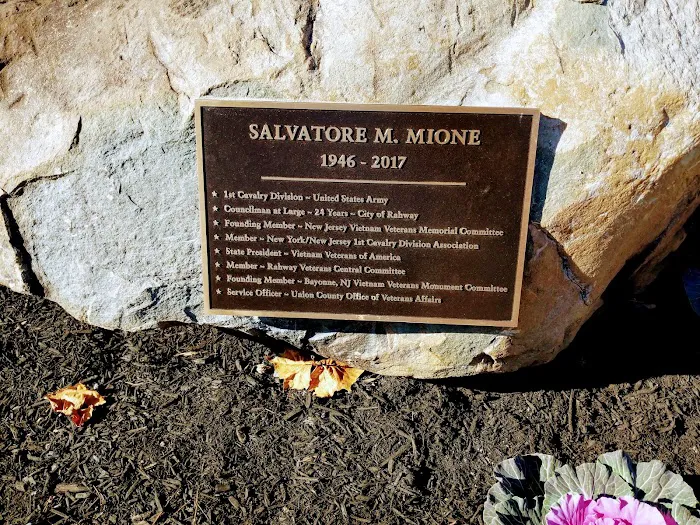 SALVATORE M. MIONE
1946 - 2017
★ 1st Cavalry Division ~ United States Army
★ Councilman at Large ~ 24 Years ~ City of Rahway
★ Founding Member ~ New Jersey Vietnam Veterans Memorial Committee
★ Member ~ New York/New Jersey 1st Cavalry Division Association
★ State President ~ Vietnam Veterans of America
★ Member ~ Rahway Veterans Central Committee
★ Founding Member ~ Bayonne, NJ Vietnam Veterans Monument Committee
★ Service Officer ~ Union County Office of Veterans Affairs